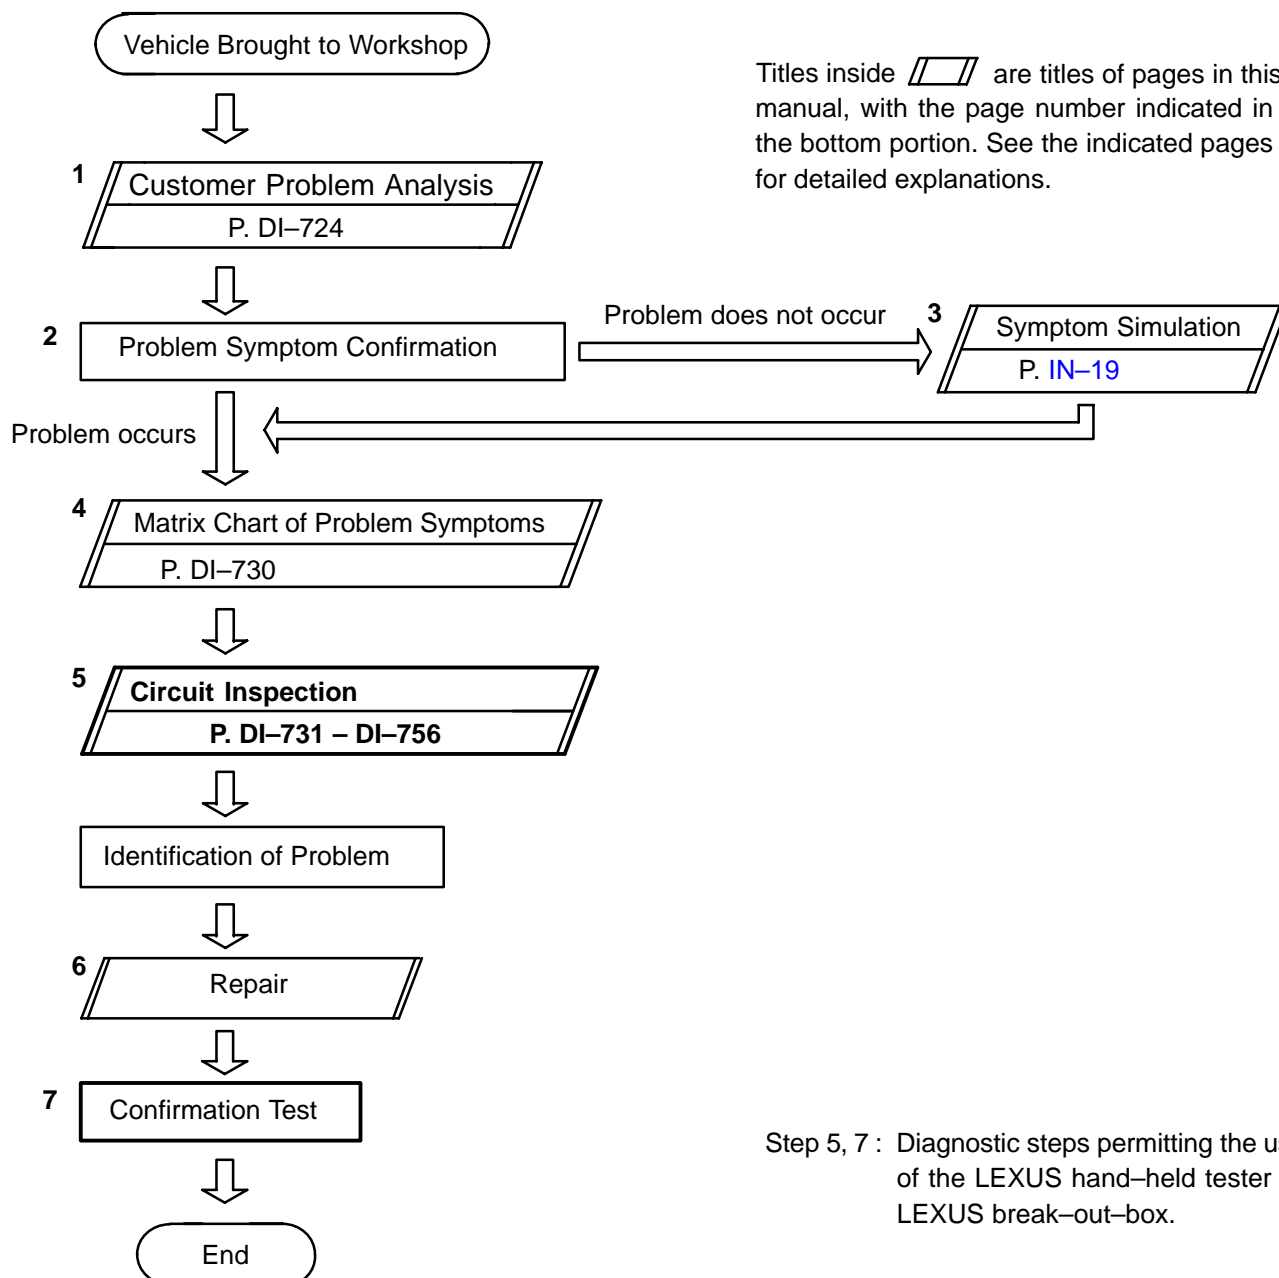 Vehicle Brought to Workshop
Titles inside are titles of pages in this
manual, with the page number indicated in
the bottom portion. See the indicated pages
for detailed explanations.
1
Customer Problem Analysis
P. DI–724
2
Problem Symptom Confirmation
Problem does not occur
3
Symptom Simulation
P. IN–19
Problem occurs
4
Matrix Chart of Problem Symptoms
P. DI–730
5
Circuit Inspection
P. DI–731 – DI–756
Identification of Problem
6
Repair
7
Confirmation Test
Step 5, 7 : Diagnostic steps permitting the
of the LEXUS hand–held tester
LEXUS break–out–box.
End